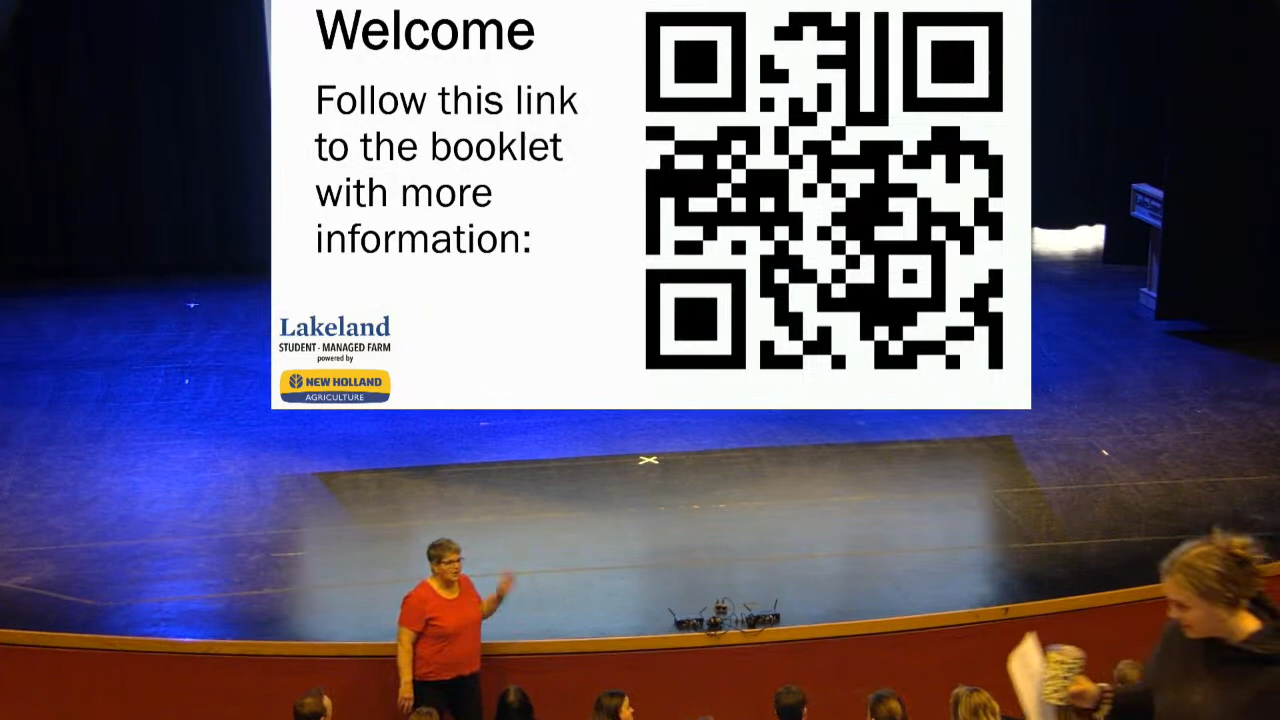 Welcome
Follow this link
to the booklet
with more
information:
Lakeland
STUDENT-MANAGED FARM
powered by
NEW HOLLAND
AGRICULTURE